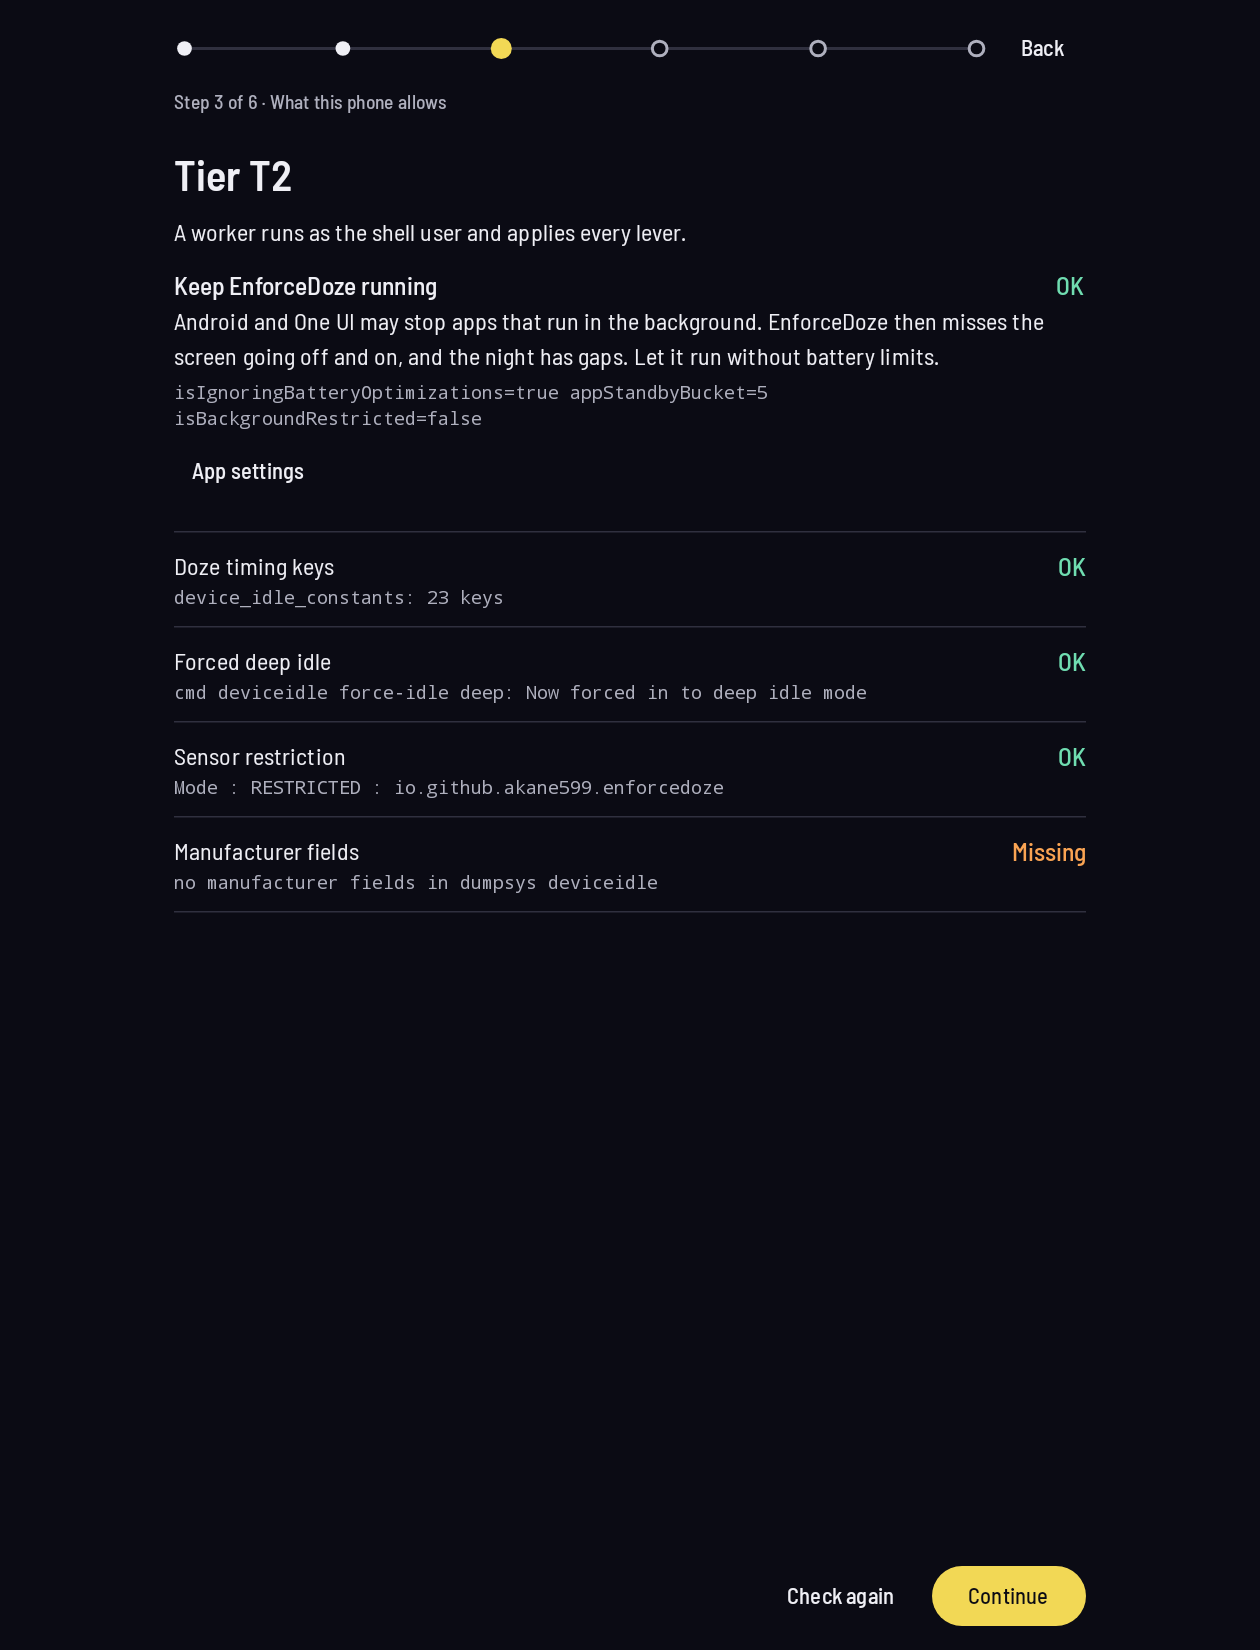 Back
Step 3 of 6 · What this phone allows
Tier T2
A worker runs as the shell user and applies every lever.
Keep EnforceDoze running OK
Android and One UI may stop apps that run in the background. EnforceDoze then misses the
screen going off and on, and the night has gaps. Let it run without battery limits.
isIgnoringBatteryOptimizations=true appStandbyBucket=5
isBackgroundRestricted=false
App settings
Doze timing keys OK
device_idle_constants: 23 keys
Forced deep idle OK
cmd deviceidle force-idle deep: Now forced in to deep idle mode
Sensor restriction OK
Mode : RESTRICTED : io.github.akane599.enforcedoze
Manufacturer fields Missing
no manufacturer fields in dumpsys deviceidle
Check again Continue